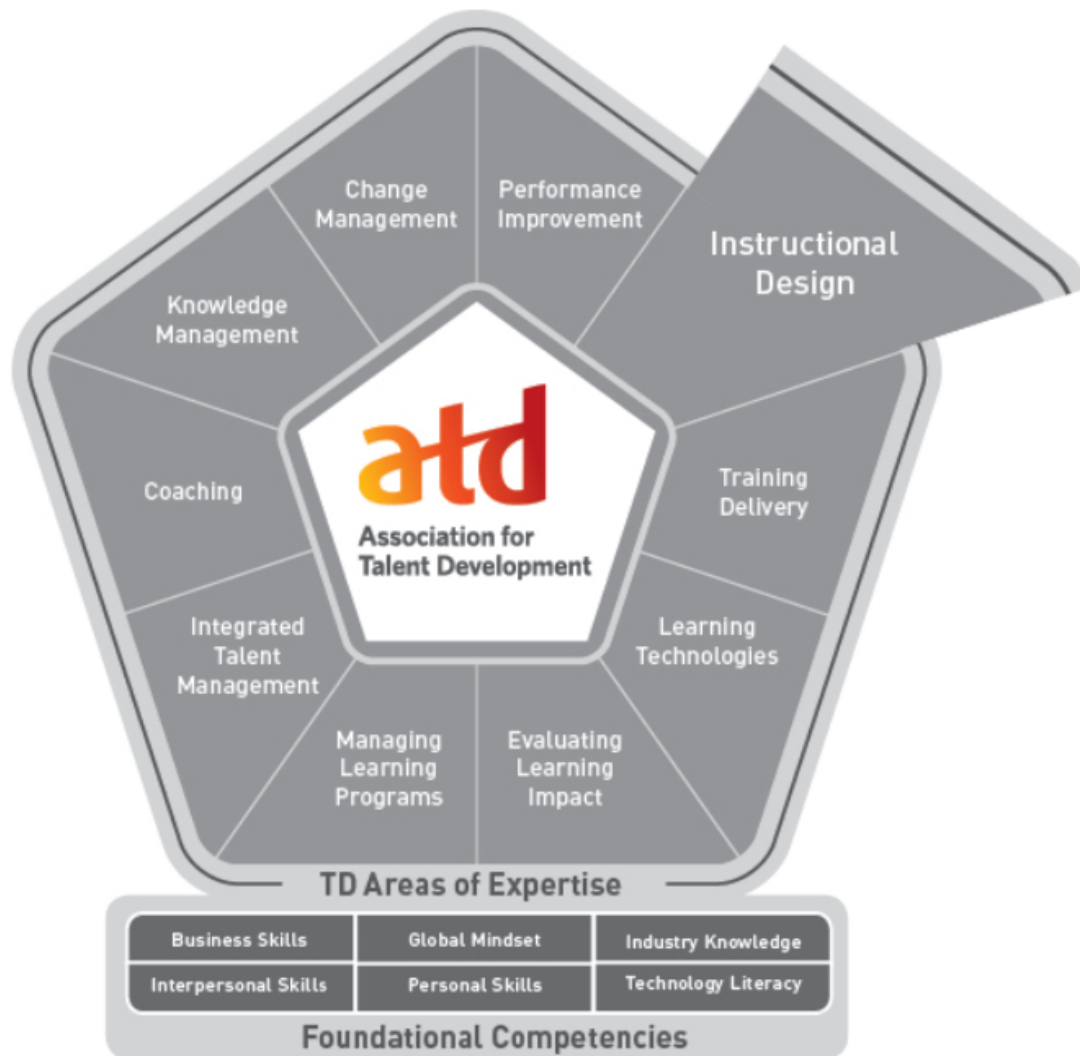 Change
Management
Performance
Improvement
Instructional
Design
Knowledge
Management
Coaching
Training
Delivery
Integrated
Talent
Management
Learning
Technologies
Managing
Learning
Programs
Evaluating
Learning
Impact
atd
Association for
Talent Development
TD Areas of Expertise
Business Skills
Global Mindset
Industry Knowledge
Interpersonal Skills
Personal Skills
Technology Literacy
Foundational Competencies